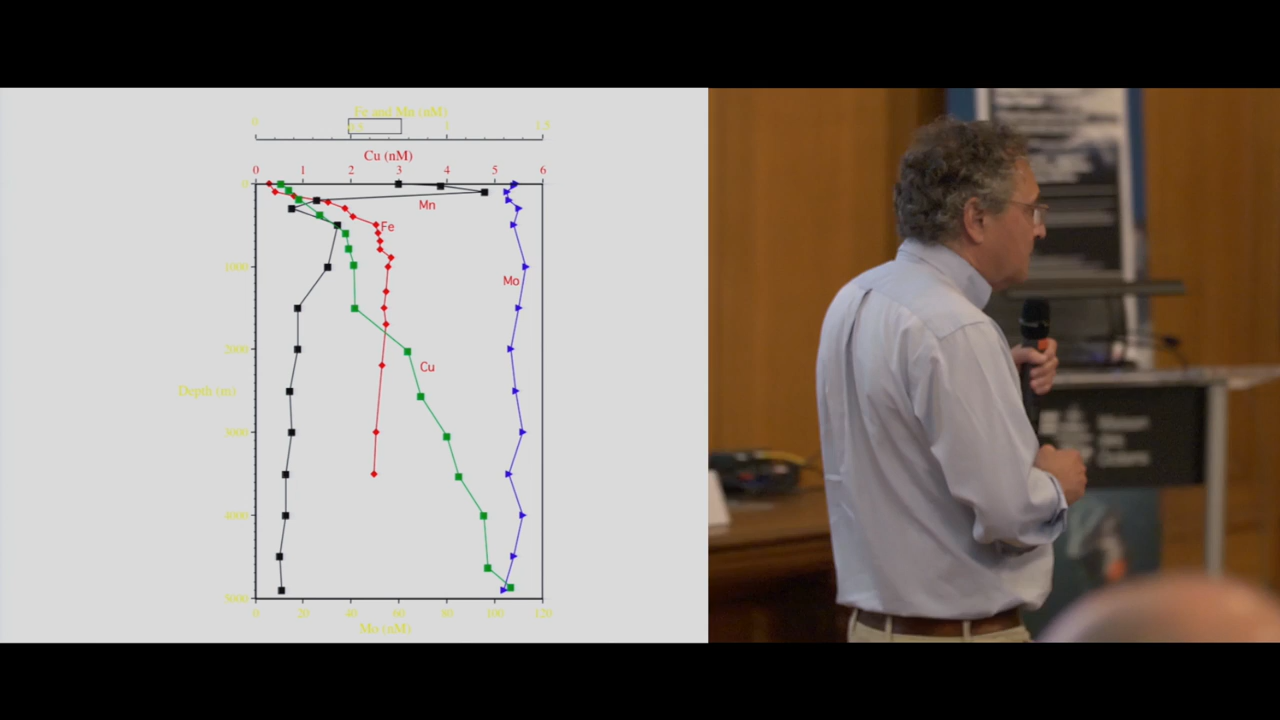 Fe and Mn (nM)
0 1 1.5
Cu (nM)
0 1 2 3 4 5 6
0
Mn
Fe
1000
Mo
2000
Cu
Depth (m)
3000
4000
5000
0 20 40 60 80 100 120
Mo (nM)